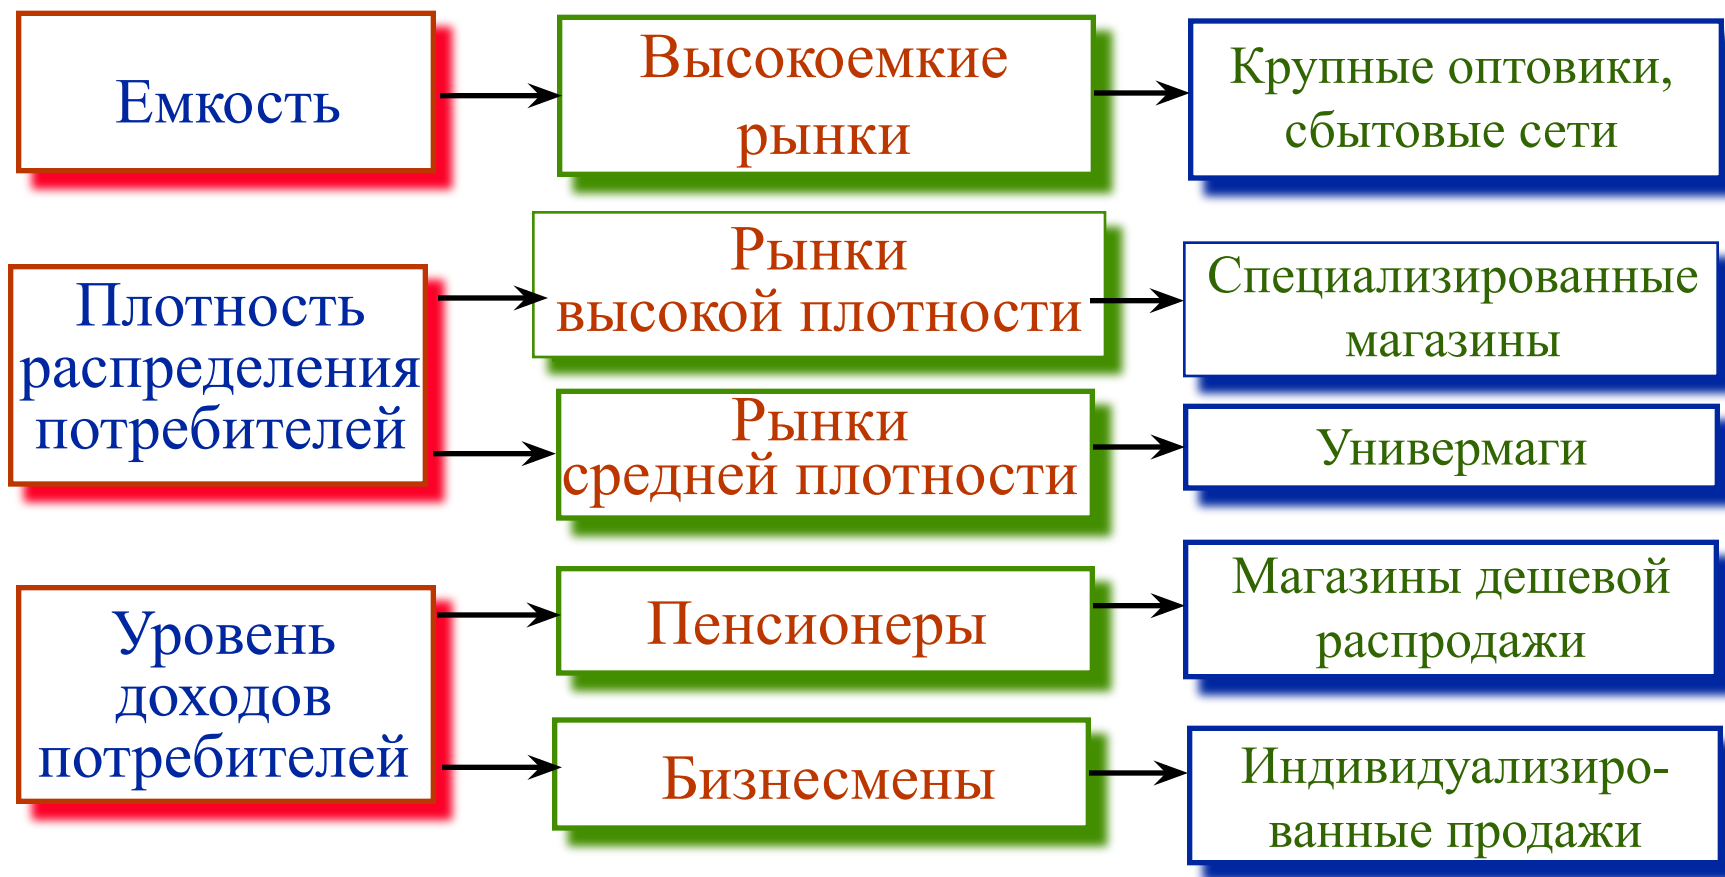 Емкость
Высокоемкие
рынки
Крупные оптовики,
сбытовые сети
Плотность
распределения
потребителей
Рынки
высокой плотности
Специализированные
магазины
Рынки
средней плотности
Универмаги
Уровень
доходов
потребителей
Пенсионеры
Магазины дешевой
распродажи
Бизнесмены
Индивидуализиро-
ванные продажи